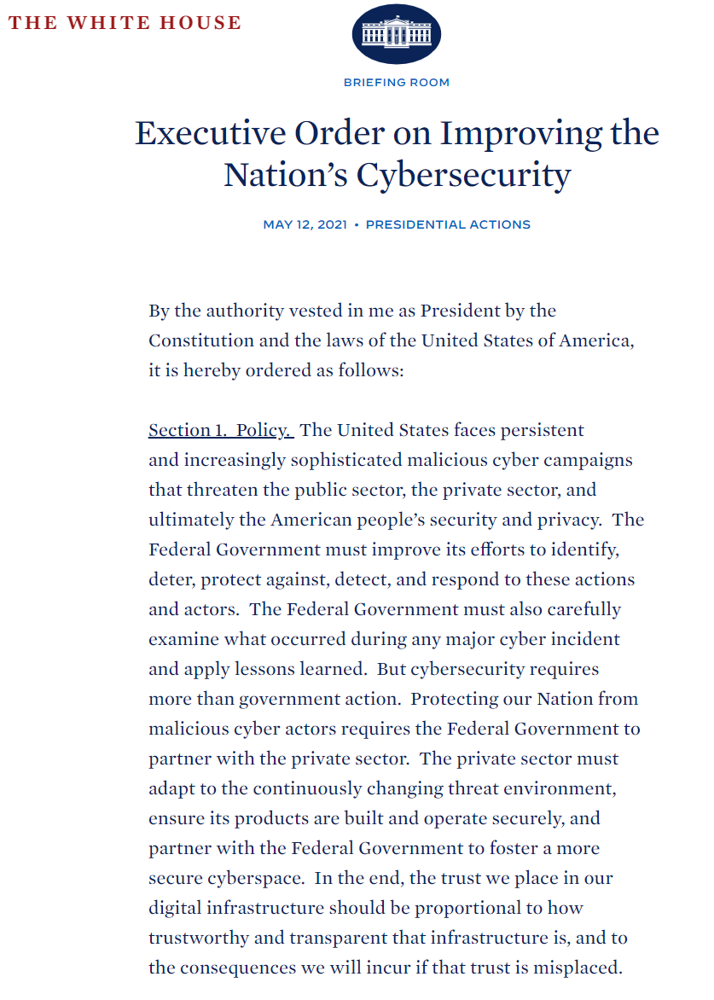 THE WHITE HOUSE
BRIEFING ROOM
Executive Order on Improving the
Nation’s Cybersecurity
MAY 12, 2021 • PRESIDENTIAL ACTIONS
By the authority vested in me as President by the
Constitution and the laws of the United States of America,
it is hereby ordered as follows:
Section 1.  Policy.  The United States faces persistent
and increasingly sophisticated malicious cyber campaigns
that threaten the public sector, the private sector, and
ultimately the American people’s security and privacy.  The
Federal Government must improve its efforts to identify,
deter, protect against, detect, and respond to these actions
and actors.  The Federal Government must also carefully
examine what occurred during any major cyber incident
and apply lessons learned.  But cybersecurity requires
more than government action.  Protecting our Nation from
malicious cyber actors requires the Federal Government to
partner with the private sector.  The private sector must
adapt to the continuously changing threat environment,
ensure its products are built and operate securely, and
partner with the Federal Government to foster a more
secure cyberspace.  In the end, the trust we place in our
digital infrastructure should be proportional to how
trustworthy and transparent that infrastructure is, and to
the consequences we will incur if that trust is misplaced.